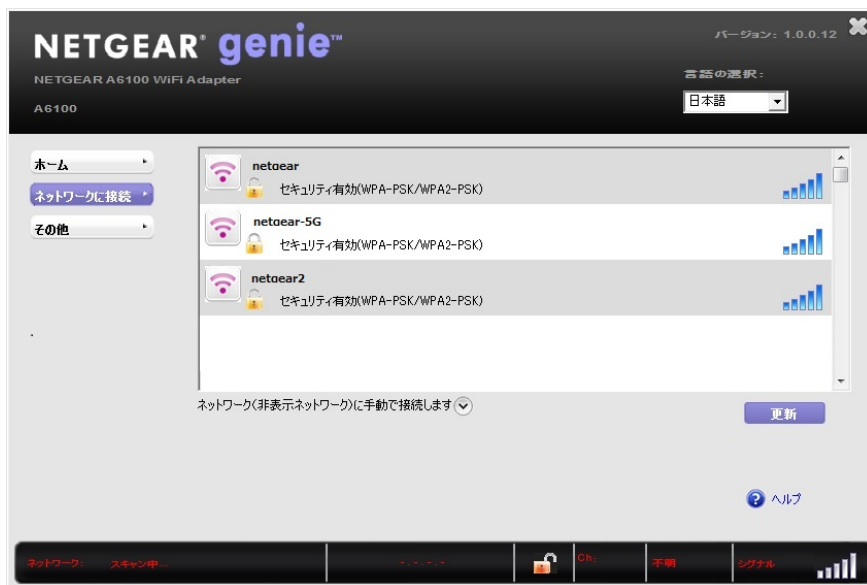 NETGEAR® genie™
バージョン: 1.0.0.12
NETGEAR A6100 WiFi Adapter
言語の選択:
A6100
日本語
ホーム
ネットワークに接続
その他
netgear
セキュリティ有効(WPA-PSK/WPA2-PSK)
netgear-5G
セキュリティ有効(WPA-PSK/WPA2-PSK)
netgear2
セキュリティ有効(WPA-PSK/WPA2-PSK)
ネットワーク(非表示ネットワーク)に手動で接続します
更新
ヘルプ
ネットワーク: スキャン中... -.-.-.- Ch: 不明 シグナル